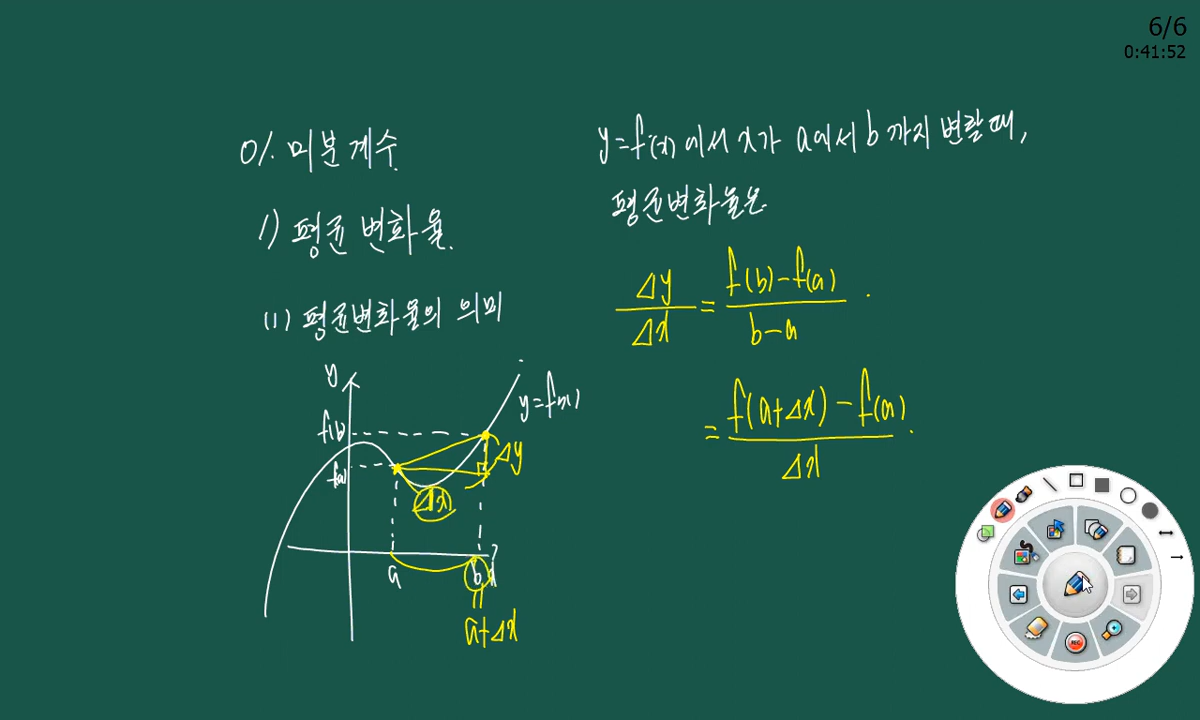 6/6
0:41:52
01. 미분계수
1) 평균변화율.
(1) 평균변화율의 의미
y
f(b)
f(a)
y=f(x)
Δy
Δx
a
b
x
a+Δx
y=f(x)에서 x가 a에서 b까지 변할때,
평균변화율은
Δy/Δx = f(b)-f(a)/b-a .
= f(a+Δx)-f(a)/Δx .
REC